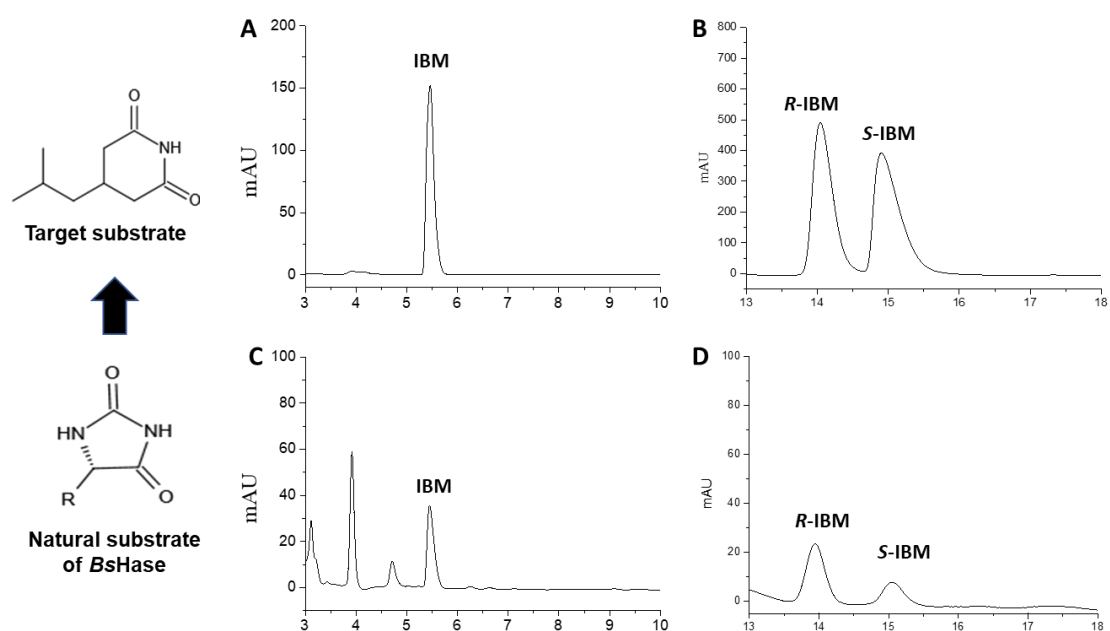 O
NH
O
Target substrate
O
HN
NH
R
O
Natural substrate
of BsHase
A
200
150
100
50
0
mAU
IBM
3 4 5 6 7 8 9 10
B
800
700
600
500
400
300
200
100
0
mAU
R-IBM
S-IBM
13 14 15 16 17 18
C
100
80
60
40
20
0
mAU
IBM
3 4 5 6 7 8 9 10
D
100
80
60
40
20
0
mAU
R-IBM
S-IBM
13 14 15 16 17 18